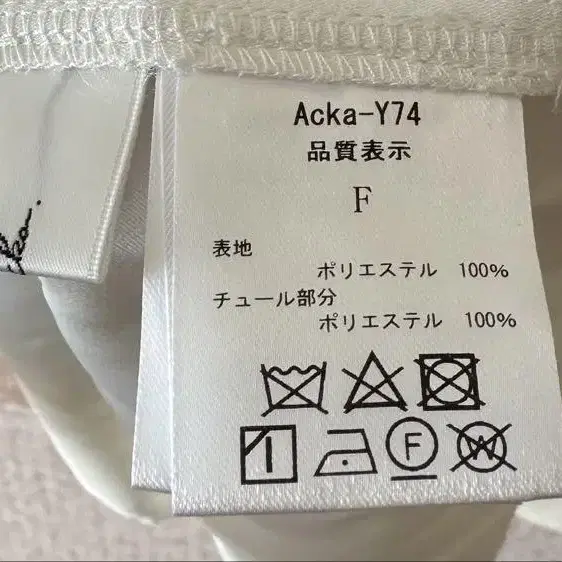 Acka-Y74
品質表示
F
表地
ポリエステル 100%
チュール部分
ポリエステル 100%
F
W